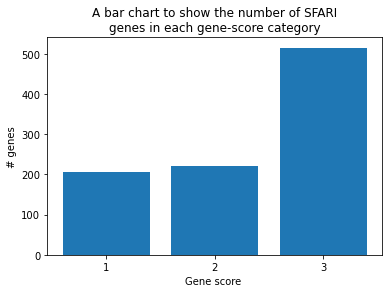 A bar chart to show the number of SFARI
genes in each gene-score category
500
400
300
200
100
0
# genes
1 2 3
Gene score